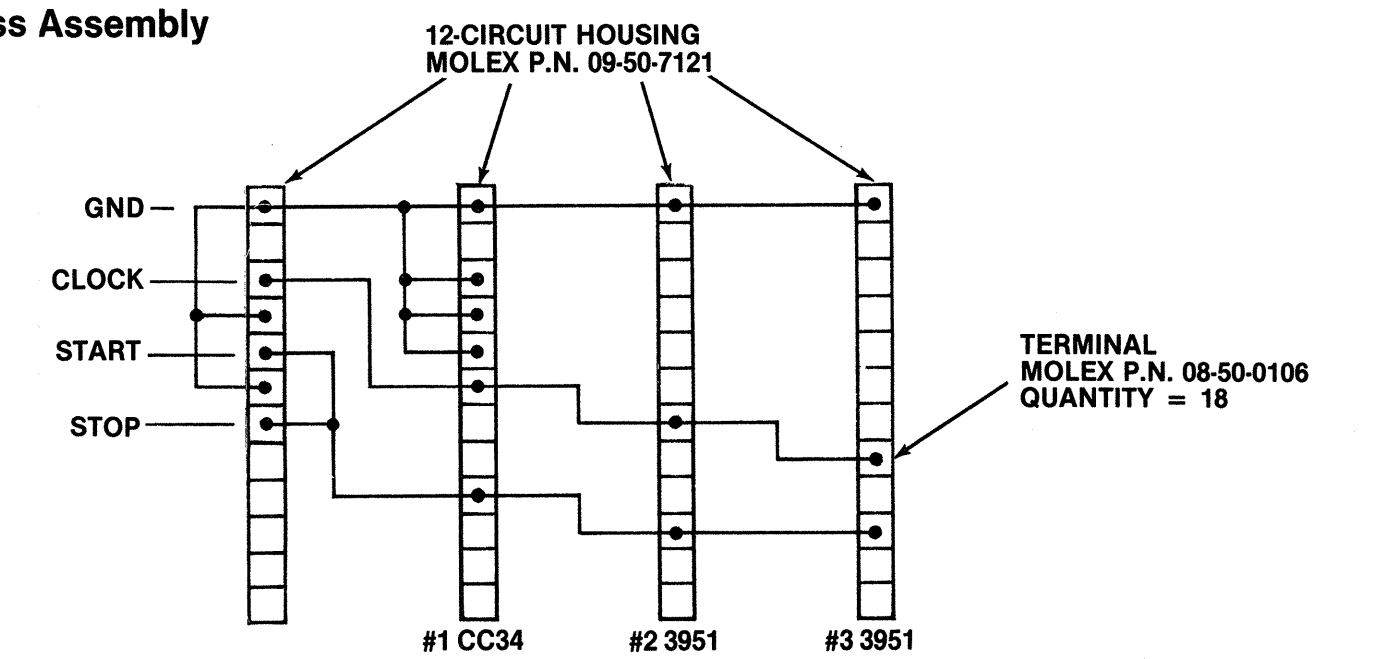 ss Assembly
12-CIRCUIT HOUSING
MOLEX P.N. 09-50-7121
GND
CLOCK
START
STOP
TERMINAL
MOLEX P.N. 08-50-0106
QUANTITY = 18
#1 CC34
#2 3951
#3 3951